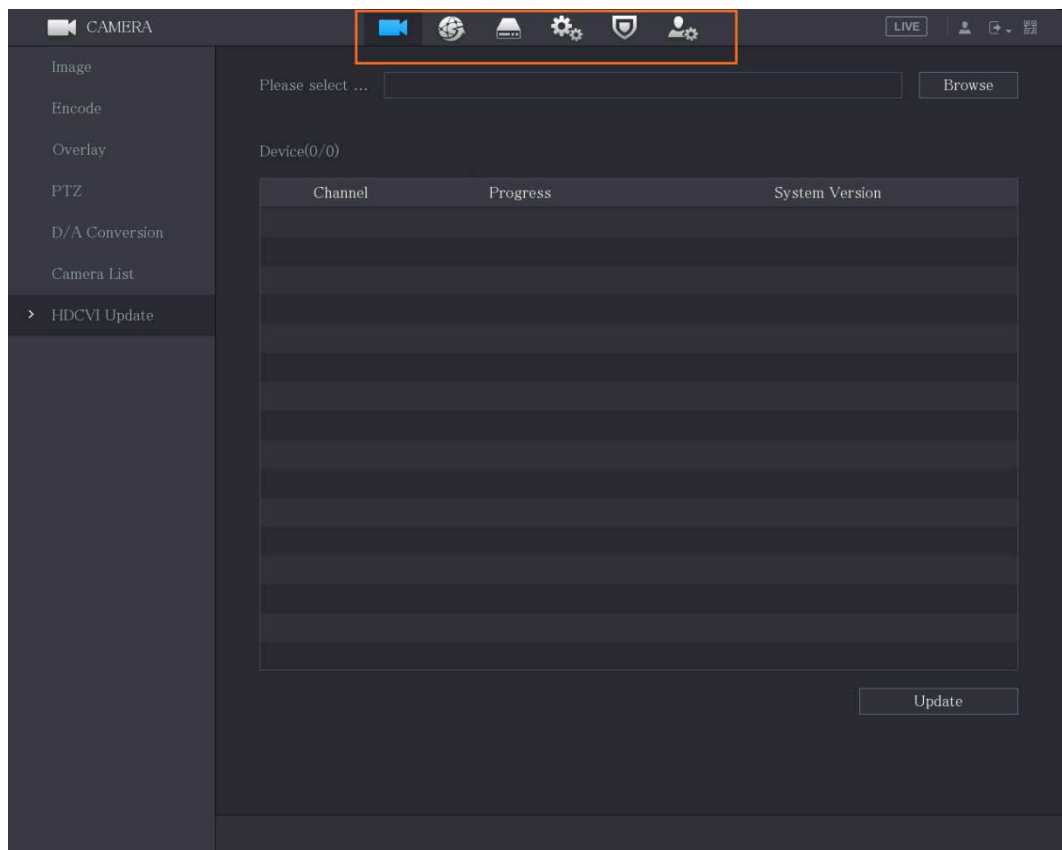 CAMERA
LIVE
Image
Encode
Overlay
PTZ
D/A Conversion
Camera List
HDCVI Update
Please select ...
Browse
Device(0/0)
Channel Progress System Version
Update